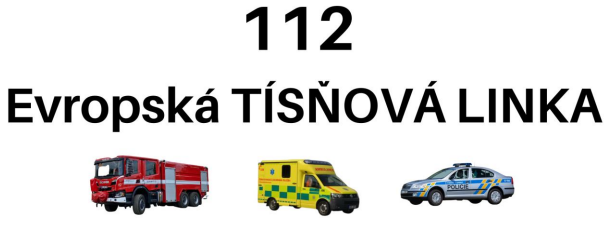 112
Evropská TÍSŇOVÁ LINKA
POLICIE